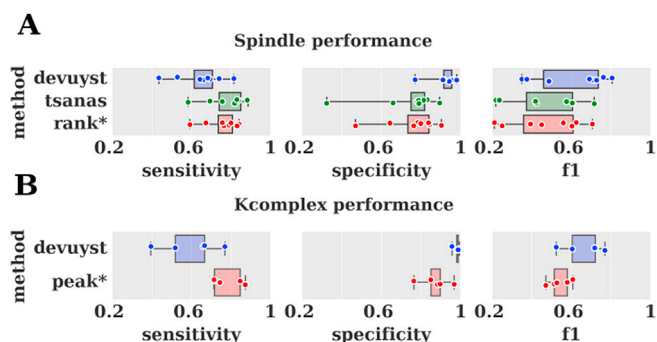 A
Spindle performance
method
devuyst
tsanas
rank*
0.2 0.6 1 0.2 0.6 1 0.2 0.6 1
sensitivity specificity f1
B
Kcomplex performance
method
devuyst
peak*
0.2 0.6 1 0.2 0.6 1 0.2 0.6 1
sensitivity specificity f1